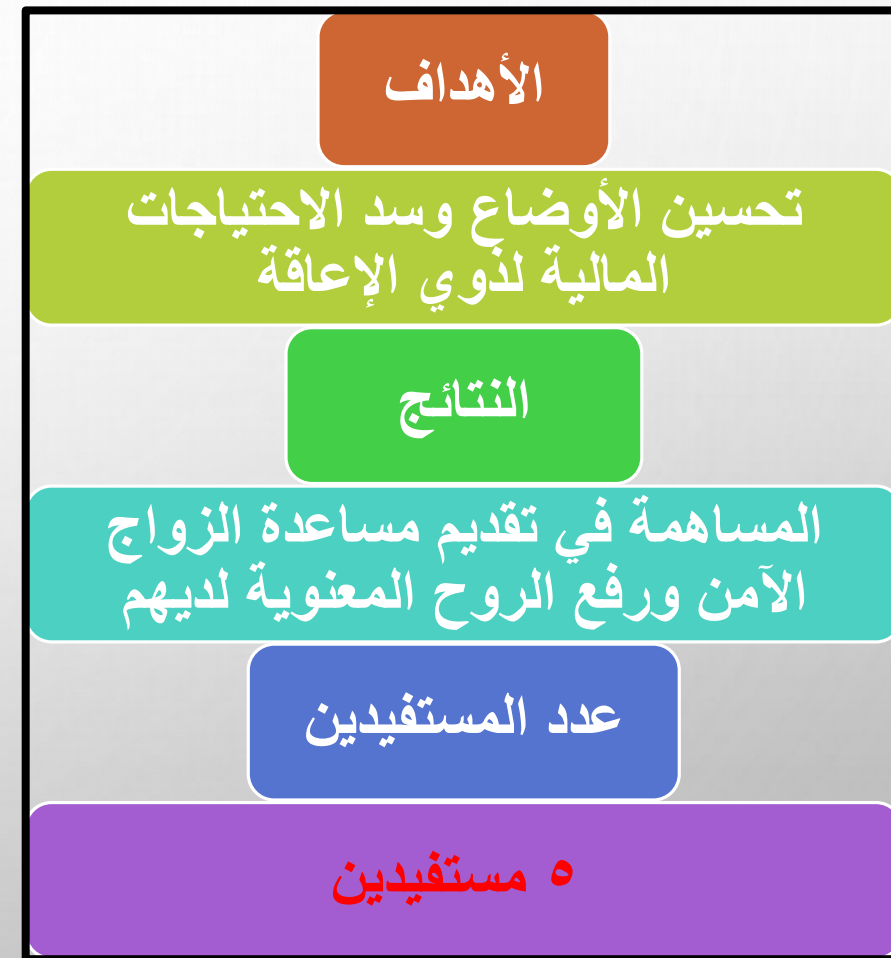 الأهداف
تحسين الأوضاع وسد الاحتياجات
المالية لذوي الإعاقة
النتائج
المساهمة في تقديم مساعدة الزواج
الآمن ورفع الروح المعنوية لديهم
عدد المستفيدين
٥ مستفيدين